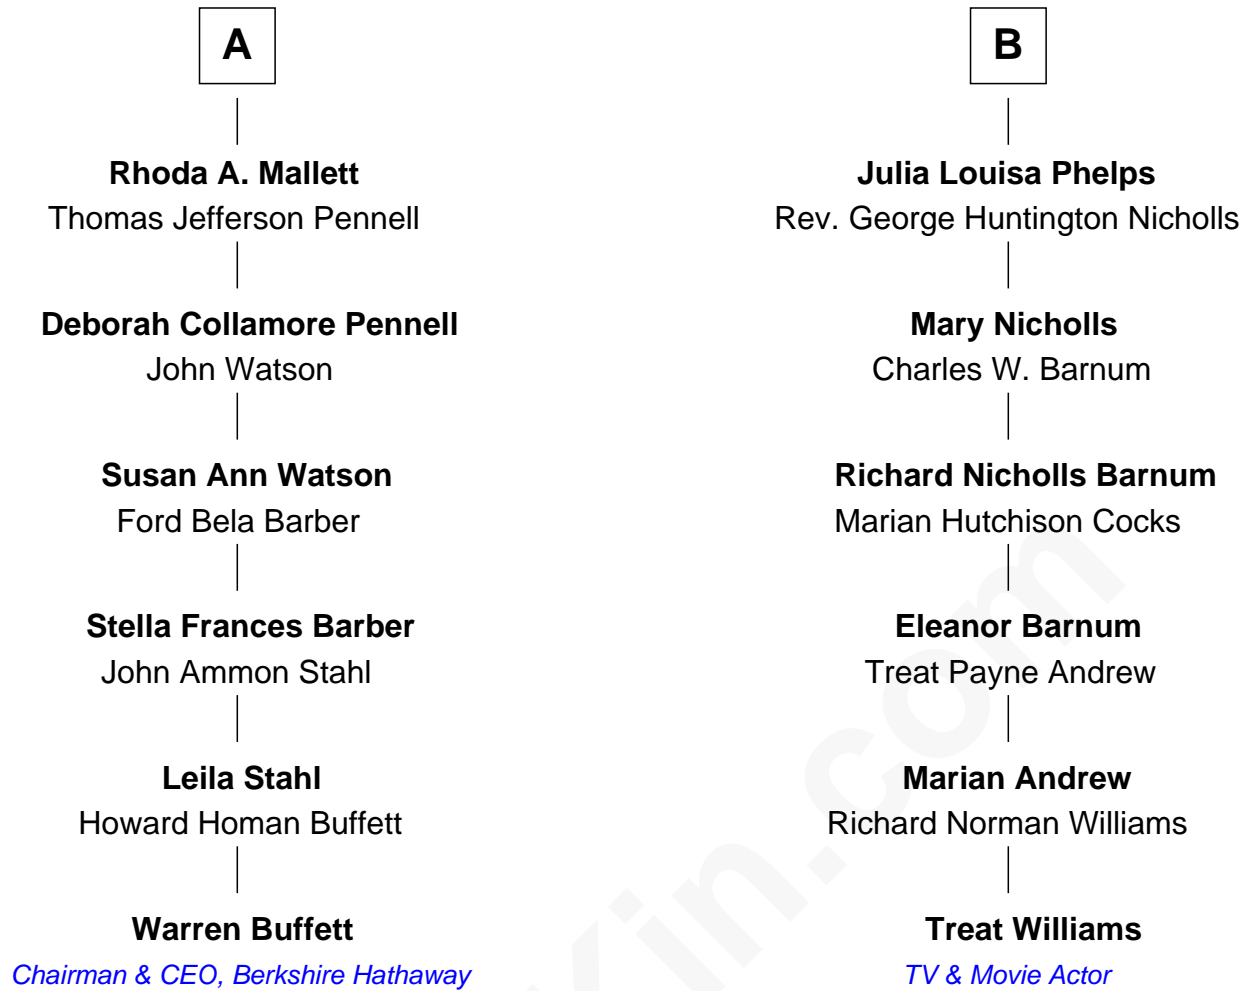 A
Rhoda A. Mallett
Thomas Jefferson Pennell
Deborah Collamore Pennell
John Watson
Susan Ann Watson
Ford Bela Barber
Stella Frances Barber
John Ammon Stahl
Leila Stahl
Howard Homan Buffett
Warren Buffett
Chairman & CEO, Berkshire Hathaway
B
Julia Louisa Phelps
Rev. George Huntington Nicholls
Mary Nicholls
Charles W. Barnum
Richard Nicholls Barnum
Marian Hutchison Cocks
Eleanor Barnum
Treat Payne Andrew
Marian Andrew
Richard Norman Williams
Treat Williams
TV & Movie Actor
Kin.com